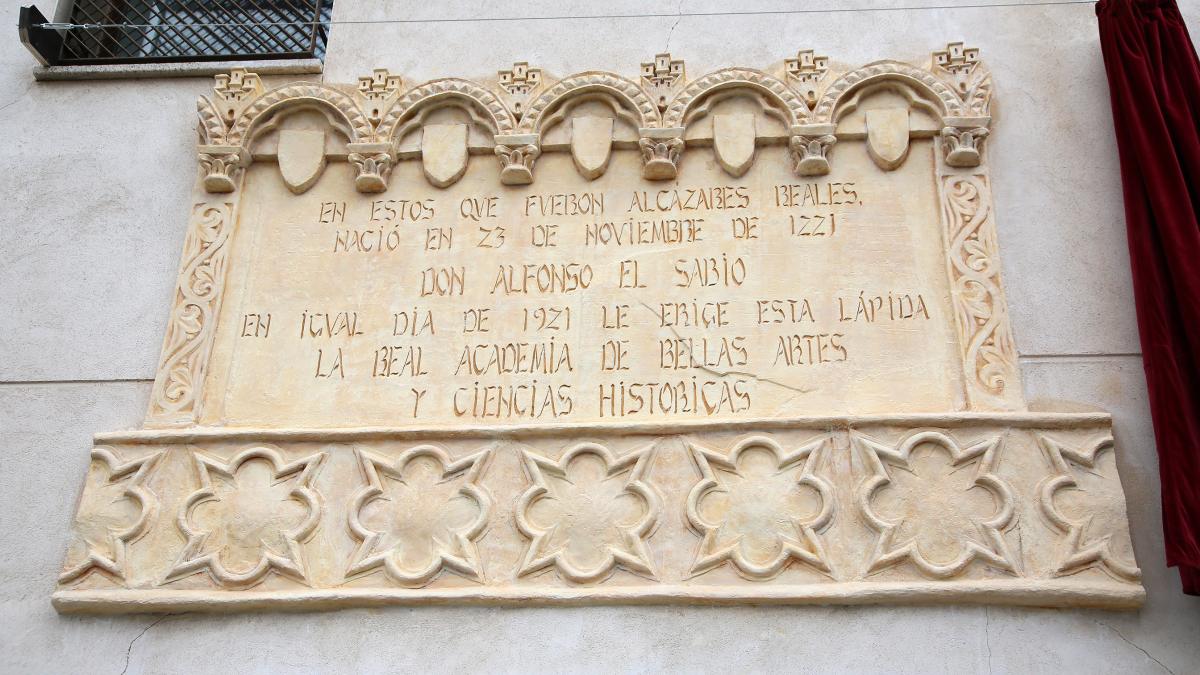 EN ESTOS QUE FUERON ALCÁZARES REALES,
NACIÓ EN 23 DE NOVIEMBRE DE 1221
DON ALFONSO EL SABIO
EN IGUAL DIA DE 1921 LE ERIGE ESTA LÁPIDA
LA REAL ACADEMIA DE BELLAS ARTES
Y CIENCIAS HISTORICAS